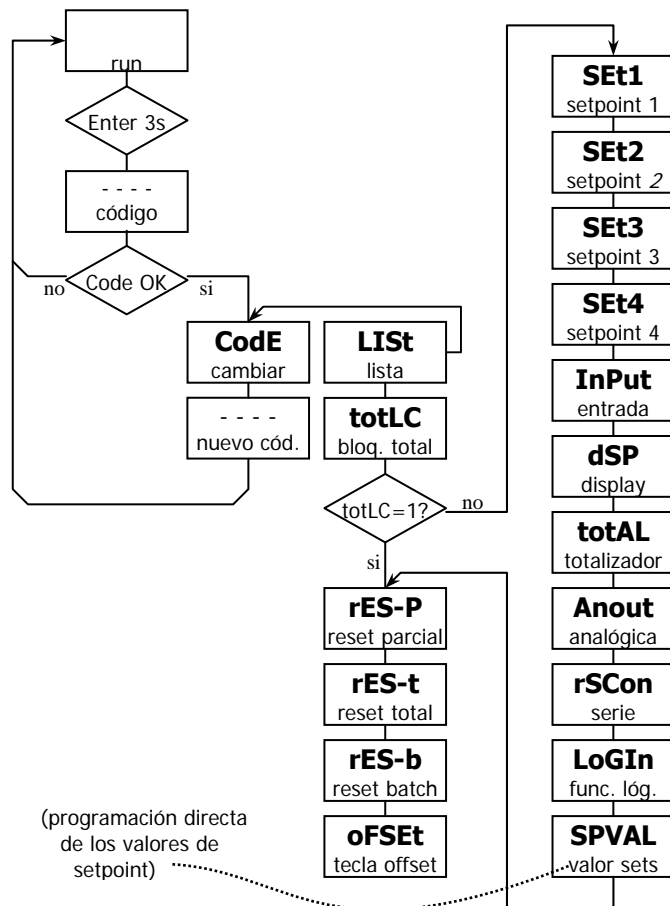 run
Enter 3s
- - - -
código
Code OK
no
si
CodE
cambiar
- - - -
nuevo cód.
LISt
lista
totLC
bloq. total
totLC=1?
no
si
rES-P
reset parcial
rES-t
reset total
rES-b
reset batch
oFSEt
tecla offset
(programación directa
de los valores de
setpoint)
SEt1
setpoint 1
SEt2
setpoint 2
SEt3
setpoint 3
SEt4
setpoint 4
InPut
entrada
dSP
display
totAL
totalizador
Anout
analógica
rSCon
serie
LoGIn
func. lóg.
SPVAL
valor sets